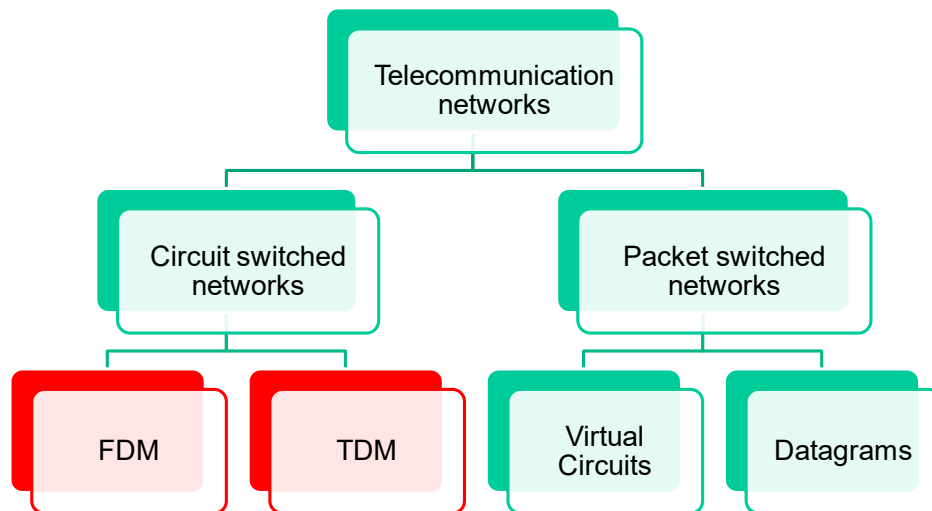 Telecommunication
networks
Circuit switched
networks
Packet switched
networks
FDM
TDM
Virtual
Circuits
Datagrams